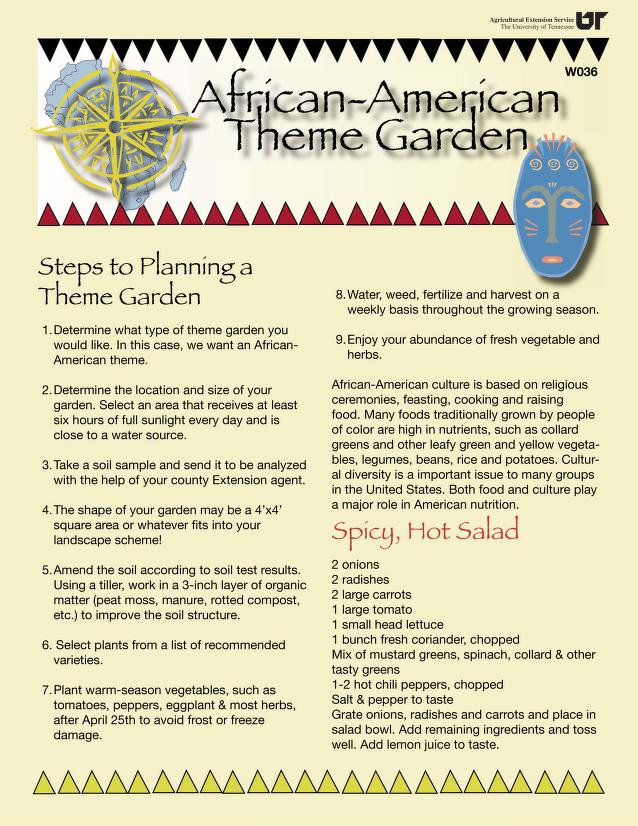 Agricultural Extension Service
The University of Tennessee
UT
W036
African-American
Theme Garden
Steps to Planning a
Theme Garden
1. Determine what type of theme garden you
would like. In this case, we want an African-
American theme.
2. Determine the location and size of your
garden. Select an area that receives at least
six hours of full sunlight every day and is
close to a water source.
3. Take a soil sample and send it to be analyzed
with the help of your county Extension agent.
4. The shape of your garden may be a 4'x4'
square area or whatever fits into your
landscape scheme!
5. Amend the soil according to soil test results.
Using a tiller, work in a 3-inch layer of organic
matter (peat moss, manure, rotted compost,
etc.) to improve the soil structure.
6. Select plants from a list of recommended
varieties.
7. Plant warm-season vegetables, such as
tomatoes, peppers, eggplant & most herbs,
after April 25th to avoid frost or freeze
damage.
8. Water, weed, fertilize and harvest on a
weekly basis throughout the growing season.
9. Enjoy your abundance of fresh vegetable and
herbs.
African-American culture is based on religious
ceremonies, feasting, cooking and raising
food. Many foods traditionally grown by people
of color are high in nutrients, such as collard
greens and other leafy green and yellow vegeta-
bles, legumes, beans, rice and potatoes. Cultur-
al diversity is a important issue to many groups
in the United States. Both food and culture play
a major role in American nutrition.
Spicy, Hot Salad
2 onions
2 radishes
2 large carrots
1 large tomato
1 small head lettuce
1 bunch fresh coriander, chopped
Mix of mustard greens, spinach, collard & other
tasty greens
1-2 hot chili peppers, chopped
Salt & pepper to taste
Grate onions, radishes and carrots and place in
salad bowl. Add remaining ingredients and toss
well. Add lemon juice to taste.